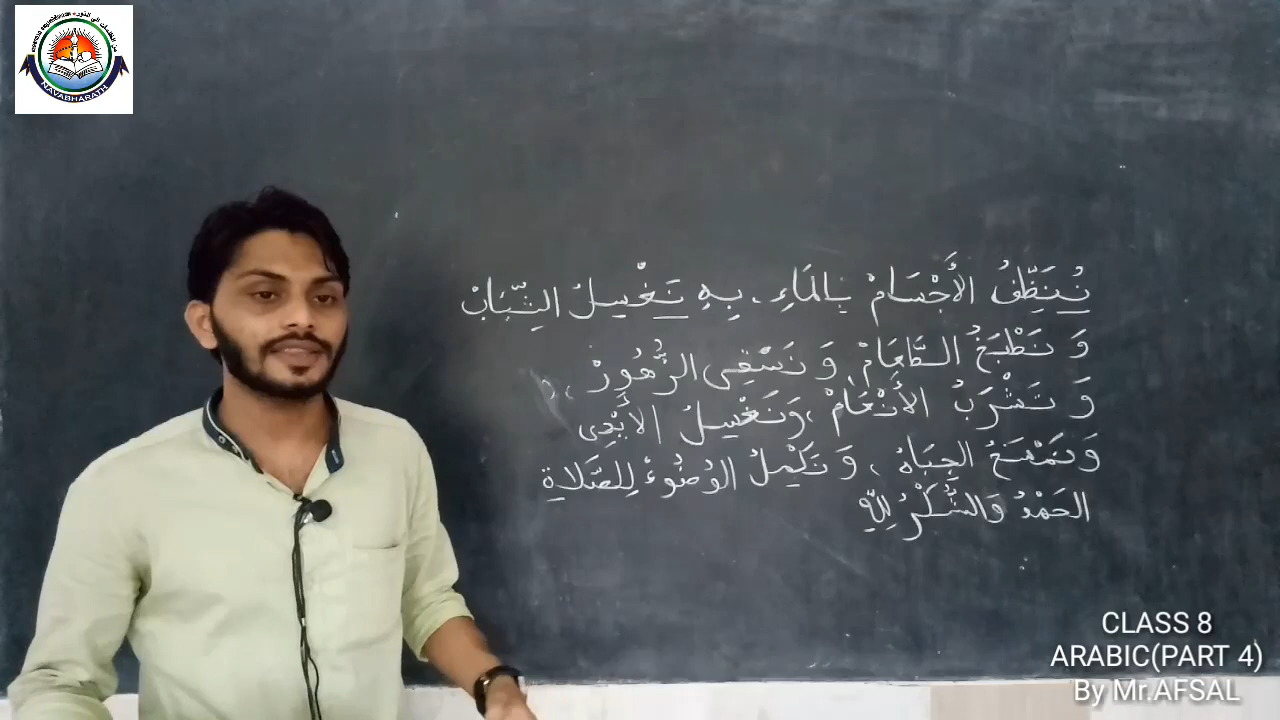 NAVABHARATH
نُنَظِّفُ الأَجْسَامْ بِالمَاءِ، بِهِ نَغْسِلُ الثِّيَابْ
وَ نَطْبَخُ الطَّعَامْ وَ نَسْقِى الزُّهُورْ،
وَ نَشْرَبُ الأَنْعَامْ، وَنَغْسِلُ الأَيْدِى
وَنَمْسَحُ الجِبَاهُ، وَ نَكْمِلُ الوُضُوءْ لِلصَّلَاةِ
الحَمْدُ وَالشُّكْرُ لِلّٰهِ
CLASS 8
ARABIC(PART 4)
By Mr.AFSAL